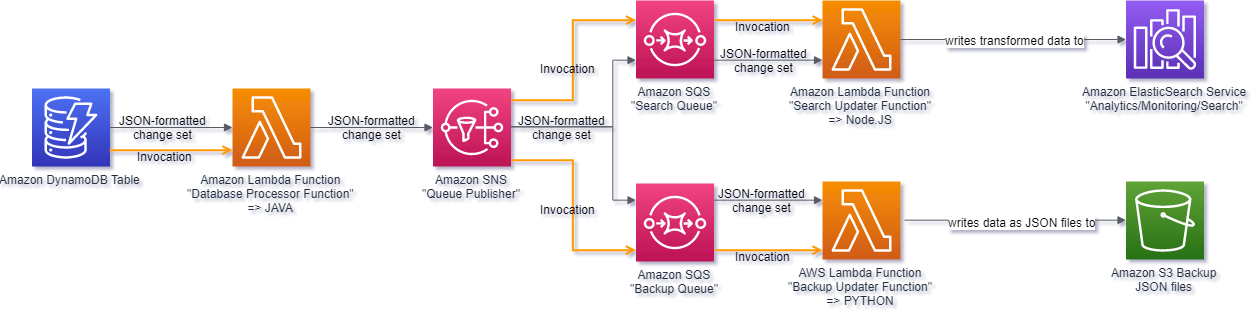 Amazon DynamoDB Table
JSON-formatted
change set
Invocation
Amazon Lambda Function
"Database Processor Function"
=> JAVA
JSON-formatted
change set
Amazon SNS
"Queue Publisher"
Invocation
JSON-formatted
change set
Invocation
Amazon SQS
"Search Queue"
Invocation
JSON-formatted
change set
Amazon Lambda Function
"Search Updater Function"
=> Node.JS
writes transformed data to
Amazon ElasticSearch Service
"Analytics/Monitoring/Search"
Amazon SQS
"Backup Queue"
JSON-formatted
change set
Invocation
AWS Lambda Function
"Backup Updater Function"
=> PYTHON
writes data as JSON files to
Amazon S3 Backup
JSON files